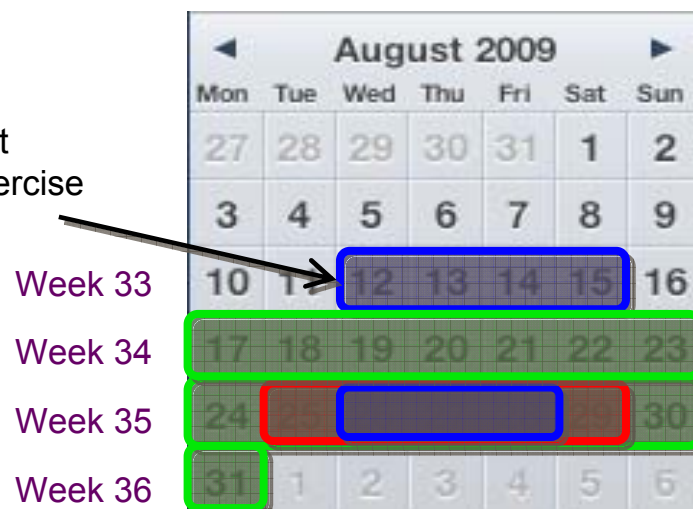 August 2009
Mon Tue Wed Thu Fri Sat Sun
27 28 29 30 31 1 2
t
ercise
3 4 5 6 7 8 9
Week 33 10 11 12 13 14 15 16
Week 34 17 18 19 20 21 22 23
Week 35 24 25 29 30
Week 36 31 1 2 3 4 5 6